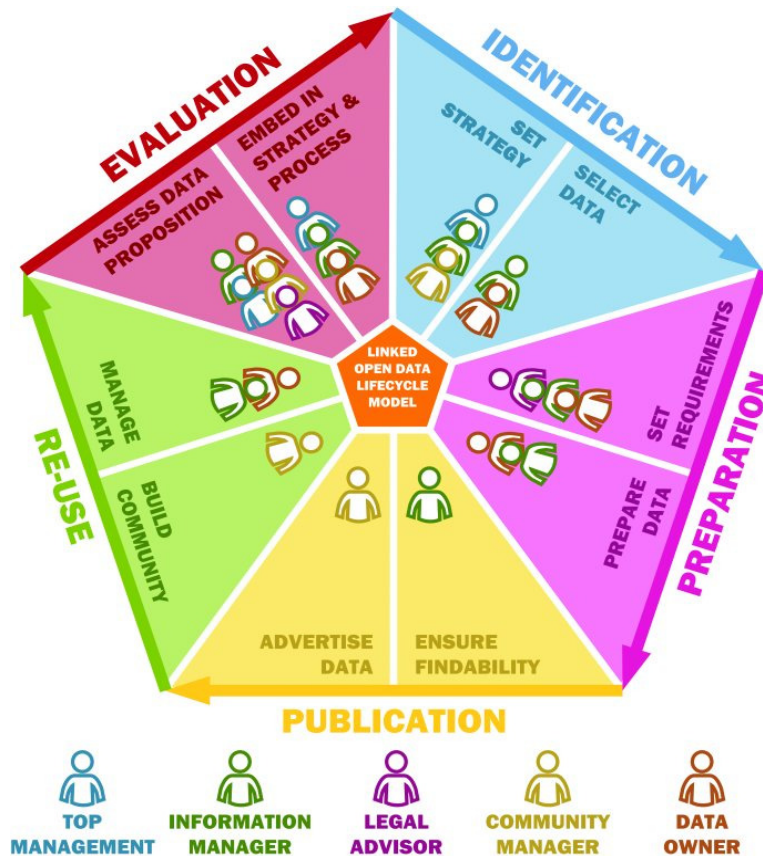 EVALUATION
IDENTIFICATION
EMBED IN
STRATEGY &
PROCESS
SET
STRATEGY
ASSESS DATA
PROPOSITION
SELECT
DATA
LINKED
OPEN DATA
LIFECYCLE
MODEL
MANAGE
DATA
SET
REQUIREMENTS
RE-USE
PREPARATION
BUILD
COMMUNITY
PREPARE
DATA
ADVERTISE
DATA
ENSURE
FINDABILITY
PUBLICATION
TOP
MANAGEMENT
INFORMATION
MANAGER
LEGAL
ADVISOR
COMMUNITY
MANAGER
DATA
OWNER